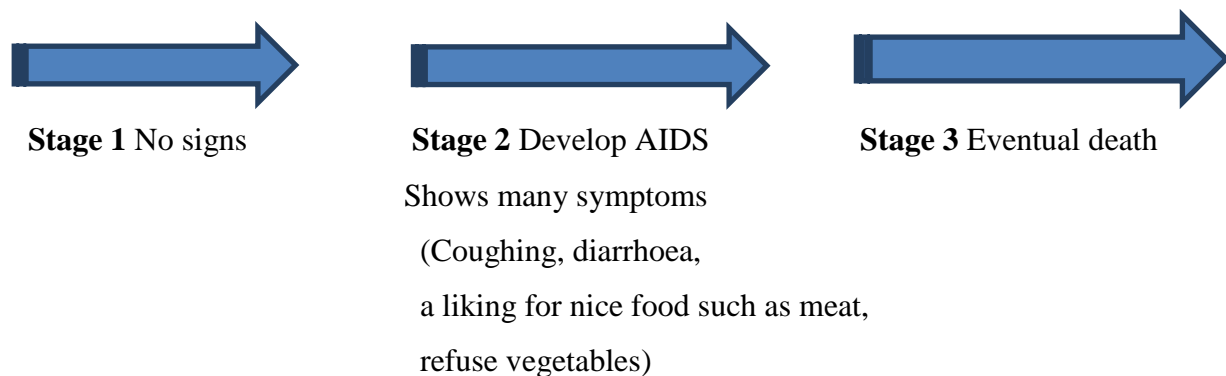 Stage 1 No signs
Stage 2 Develop AIDS
Stage 3 Eventual death
Shows many symptoms
(Coughing, diarrhoea,
a liking for nice food such as meat,
refuse vegetables)